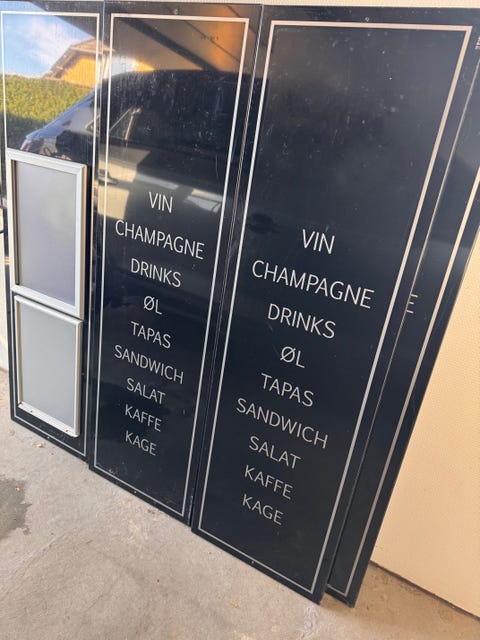 VIN
CHAMPAGNE
DRINKS
ØL
TAPAS
SANDWICH
SALAT
KAFFE
KAGE
VIN
CHAMPAGNE
DRINKS
ØL
TAPAS
SANDWICH
SALAT
KAFFE
KAGE
E